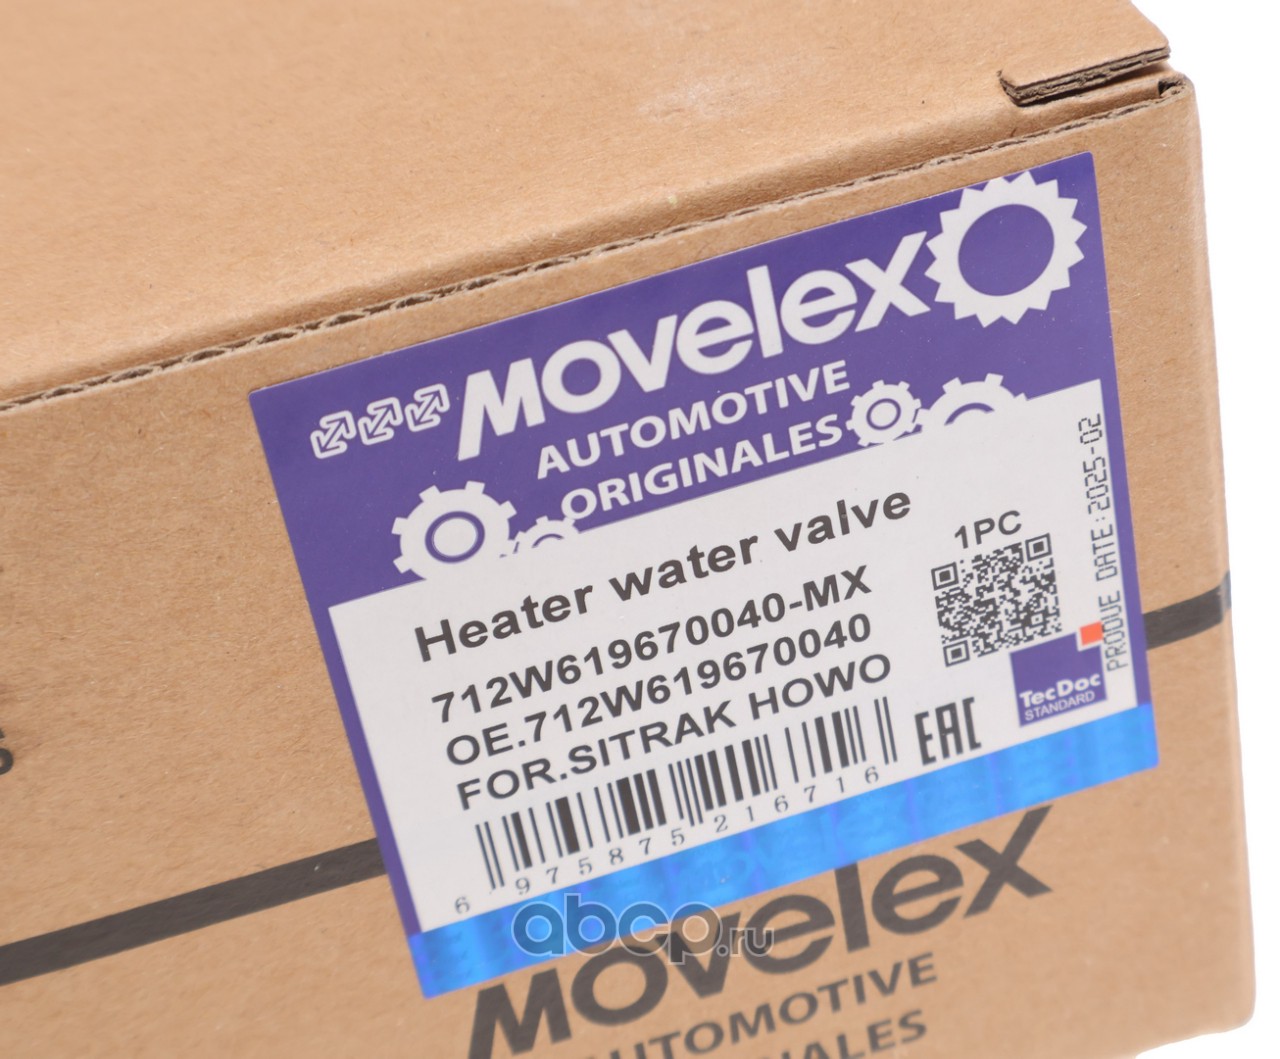 Movelex
AUTOMOTIVE
ORIGINALES
Heater water valve
712W619670040-MX
OE.712W619670040
FOR.SITRAK HOWO
1PC
PRODUE DATE:2025-02
TecDoc
STANDARD
EAC
6 975875 216716
abcp.ru
Movelex
AUTOMOTIVE
ORIGINALES
S